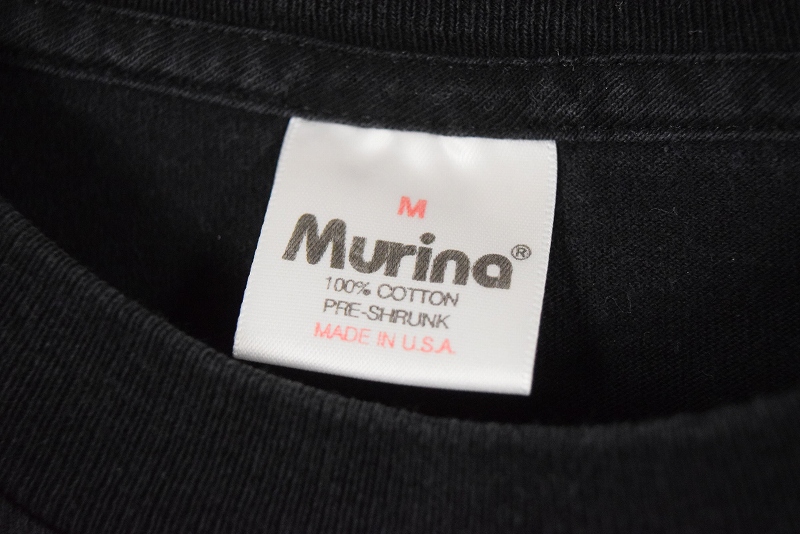 M
Murina®
100% COTTON
PRE-SHRUNK
MADE IN U.S.A.